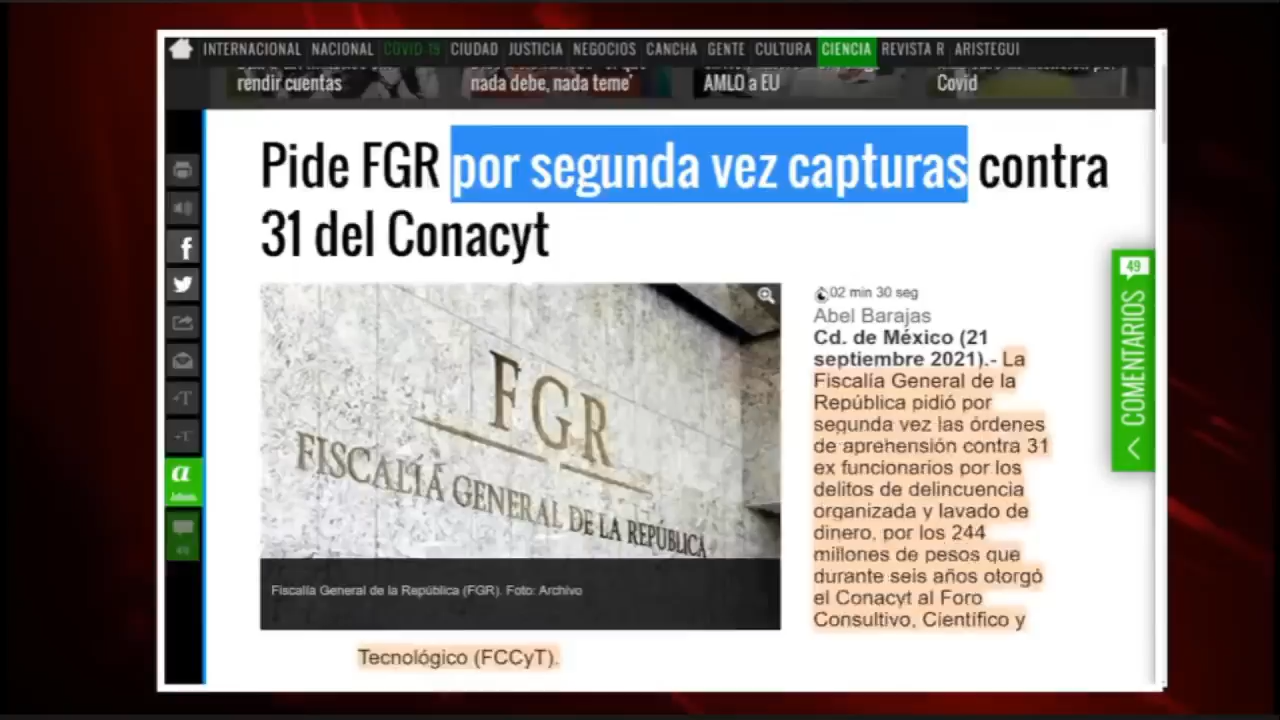 INTERNACIONAL NACIONAL COVID-19 CIUDAD JUSTICIA NEGOCIOS CANCHA GENTE CULTURA CIENCIA REVISTA R ARISTEGUI
rendir cuentas
nada debe, nada teme'
AMLO a EU
Covid
Pide FGR por segunda vez capturas contra
31 del Conacyt
FGR
FISCALÍA GENERAL DE LA REPÚBLICA
Fiscalía General de la República (FGR). Foto: Archivo
02 min 30 seg
Abel Barajas
Cd. de México (21
septiembre 2021).- La
Fiscalía General de la
República pidió por
segunda vez las órdenes
de aprehensión contra 31
ex funcionarios por los
delitos de delincuencia
organizada y lavado de
dinero, por los 244
millones de pesos que
durante seis años otorgó
el Conacyt al Foro
Consultivo, Científico y
Tecnológico (FCCyT).
49
COMENTARIOS
-T
-T
a